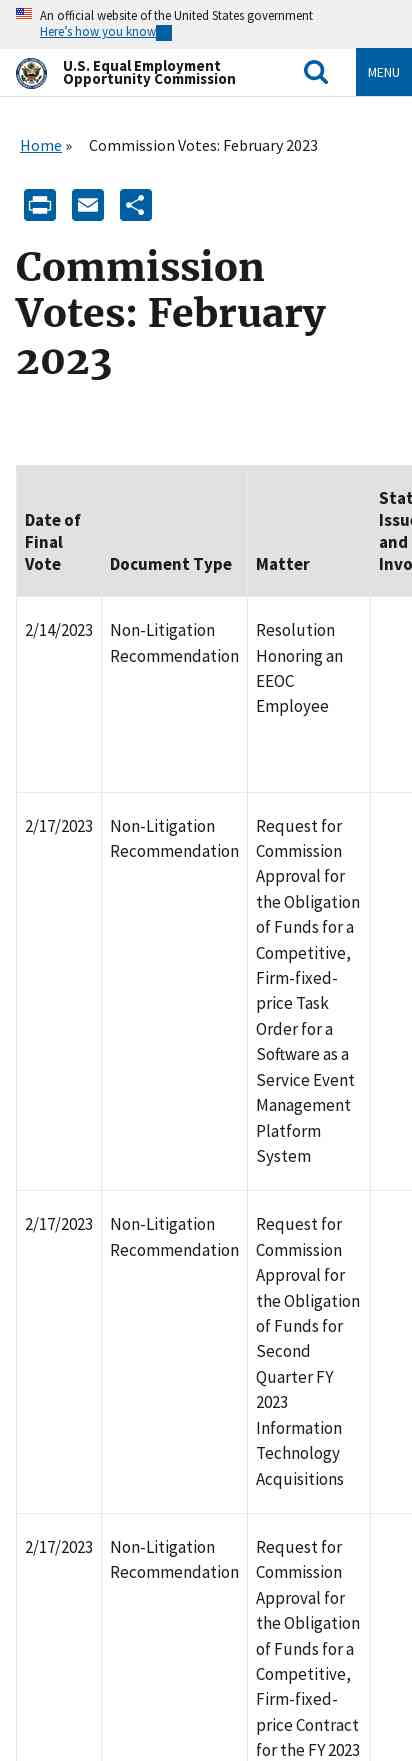 An official website of the United States government
Here's how you know
U.S. Equal Employment
Opportunity Commission
MENU
Home » Commission Votes: February 2023
Commission
Votes: February
2023
Date of
Final
Vote
Document Type
Matter
and
2/14/2023
Non-Litigation
Recommendation
Resolution
Honoring an
EEOC
Employee
2/17/2023
Non-Litigation
Recommendation
Request for
Commission
Approval for
the Obligation
of Funds for a
Competitive,
Firm-fixed-
price Task
Order for a
Software as a
Service Event
Management
Platform
System
2/17/2023
Non-Litigation
Recommendation
Request for
Commission
Approval for
the Obligation
of Funds for
Second
Quarter FY
2023
Information
Technology
Acquisitions
2/17/2023
Non-Litigation
Recommendation
Request for
Commission
Approval for
the Obligation
of Funds for a
Competitive,
Firm-fixed-
price Contract
for the FY 2023